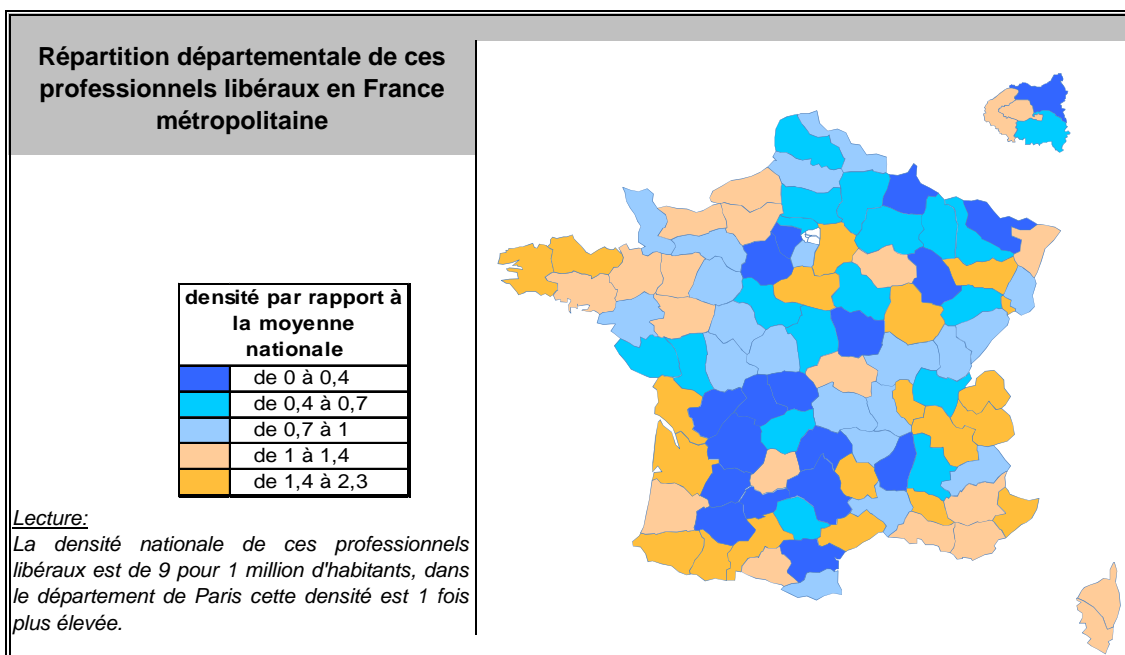 Répartition départementale de ces
professionnels libéraux en France
métropolitaine
densité par rapport à
la moyenne
nationale
de 0 à 0,4
de 0,4 à 0,7
de 0,7 à 1
de 1 à 1,4
de 1,4 à 2,3
Lecture:
La densité nationale de ces professionnels
libéraux est de 9 pour 1 million d'habitants, dans
le département de Paris cette densité est 1 fois
plus élevée.